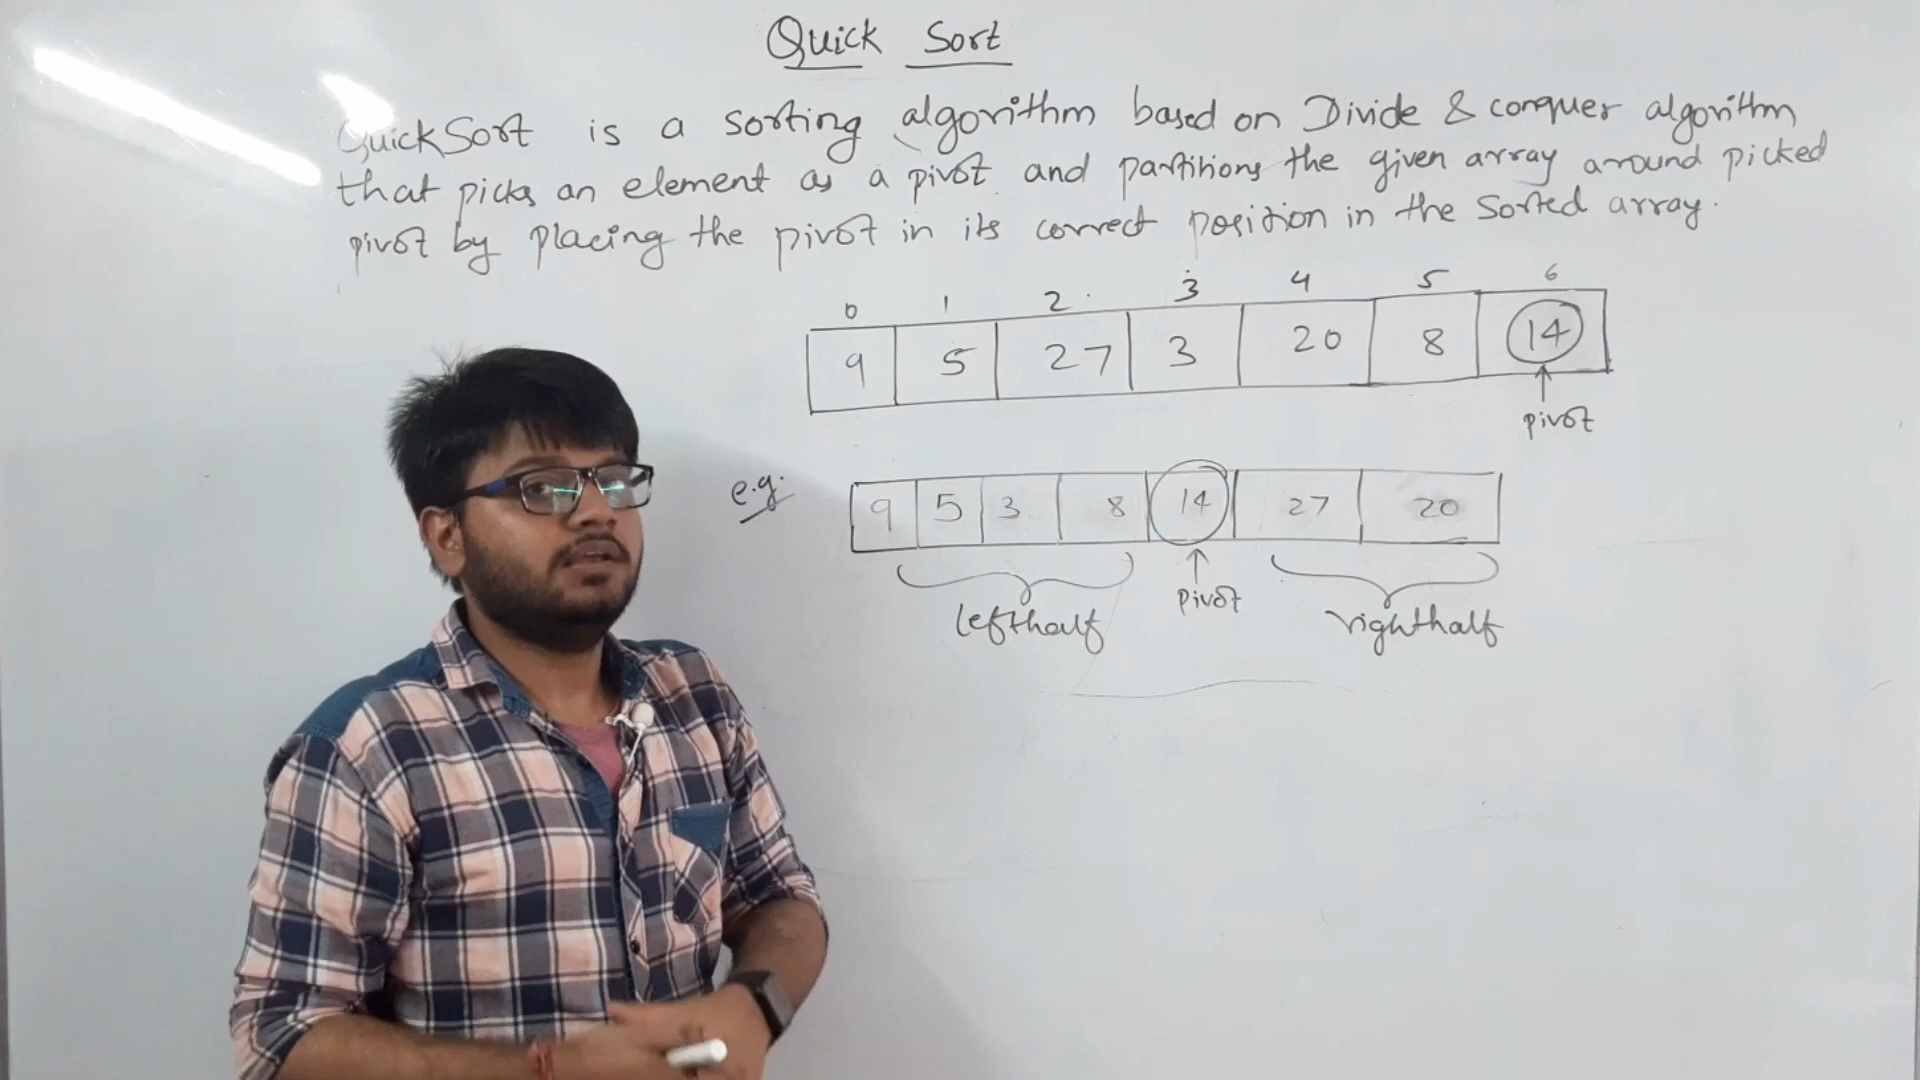 Quick Sort
QuickSort is a sorting algorithm based on Divide & conquer algorithm
that picks an element as a pivot and partitions the given array around picked
pivot by placing the pivot in its correct position in the sorted array.
0 1 2 3 4 5 6
9 5 27 3 20 8 14
pivot
e.g. 9 5 3 8 14 27 20
lefthalf pivot righthalf